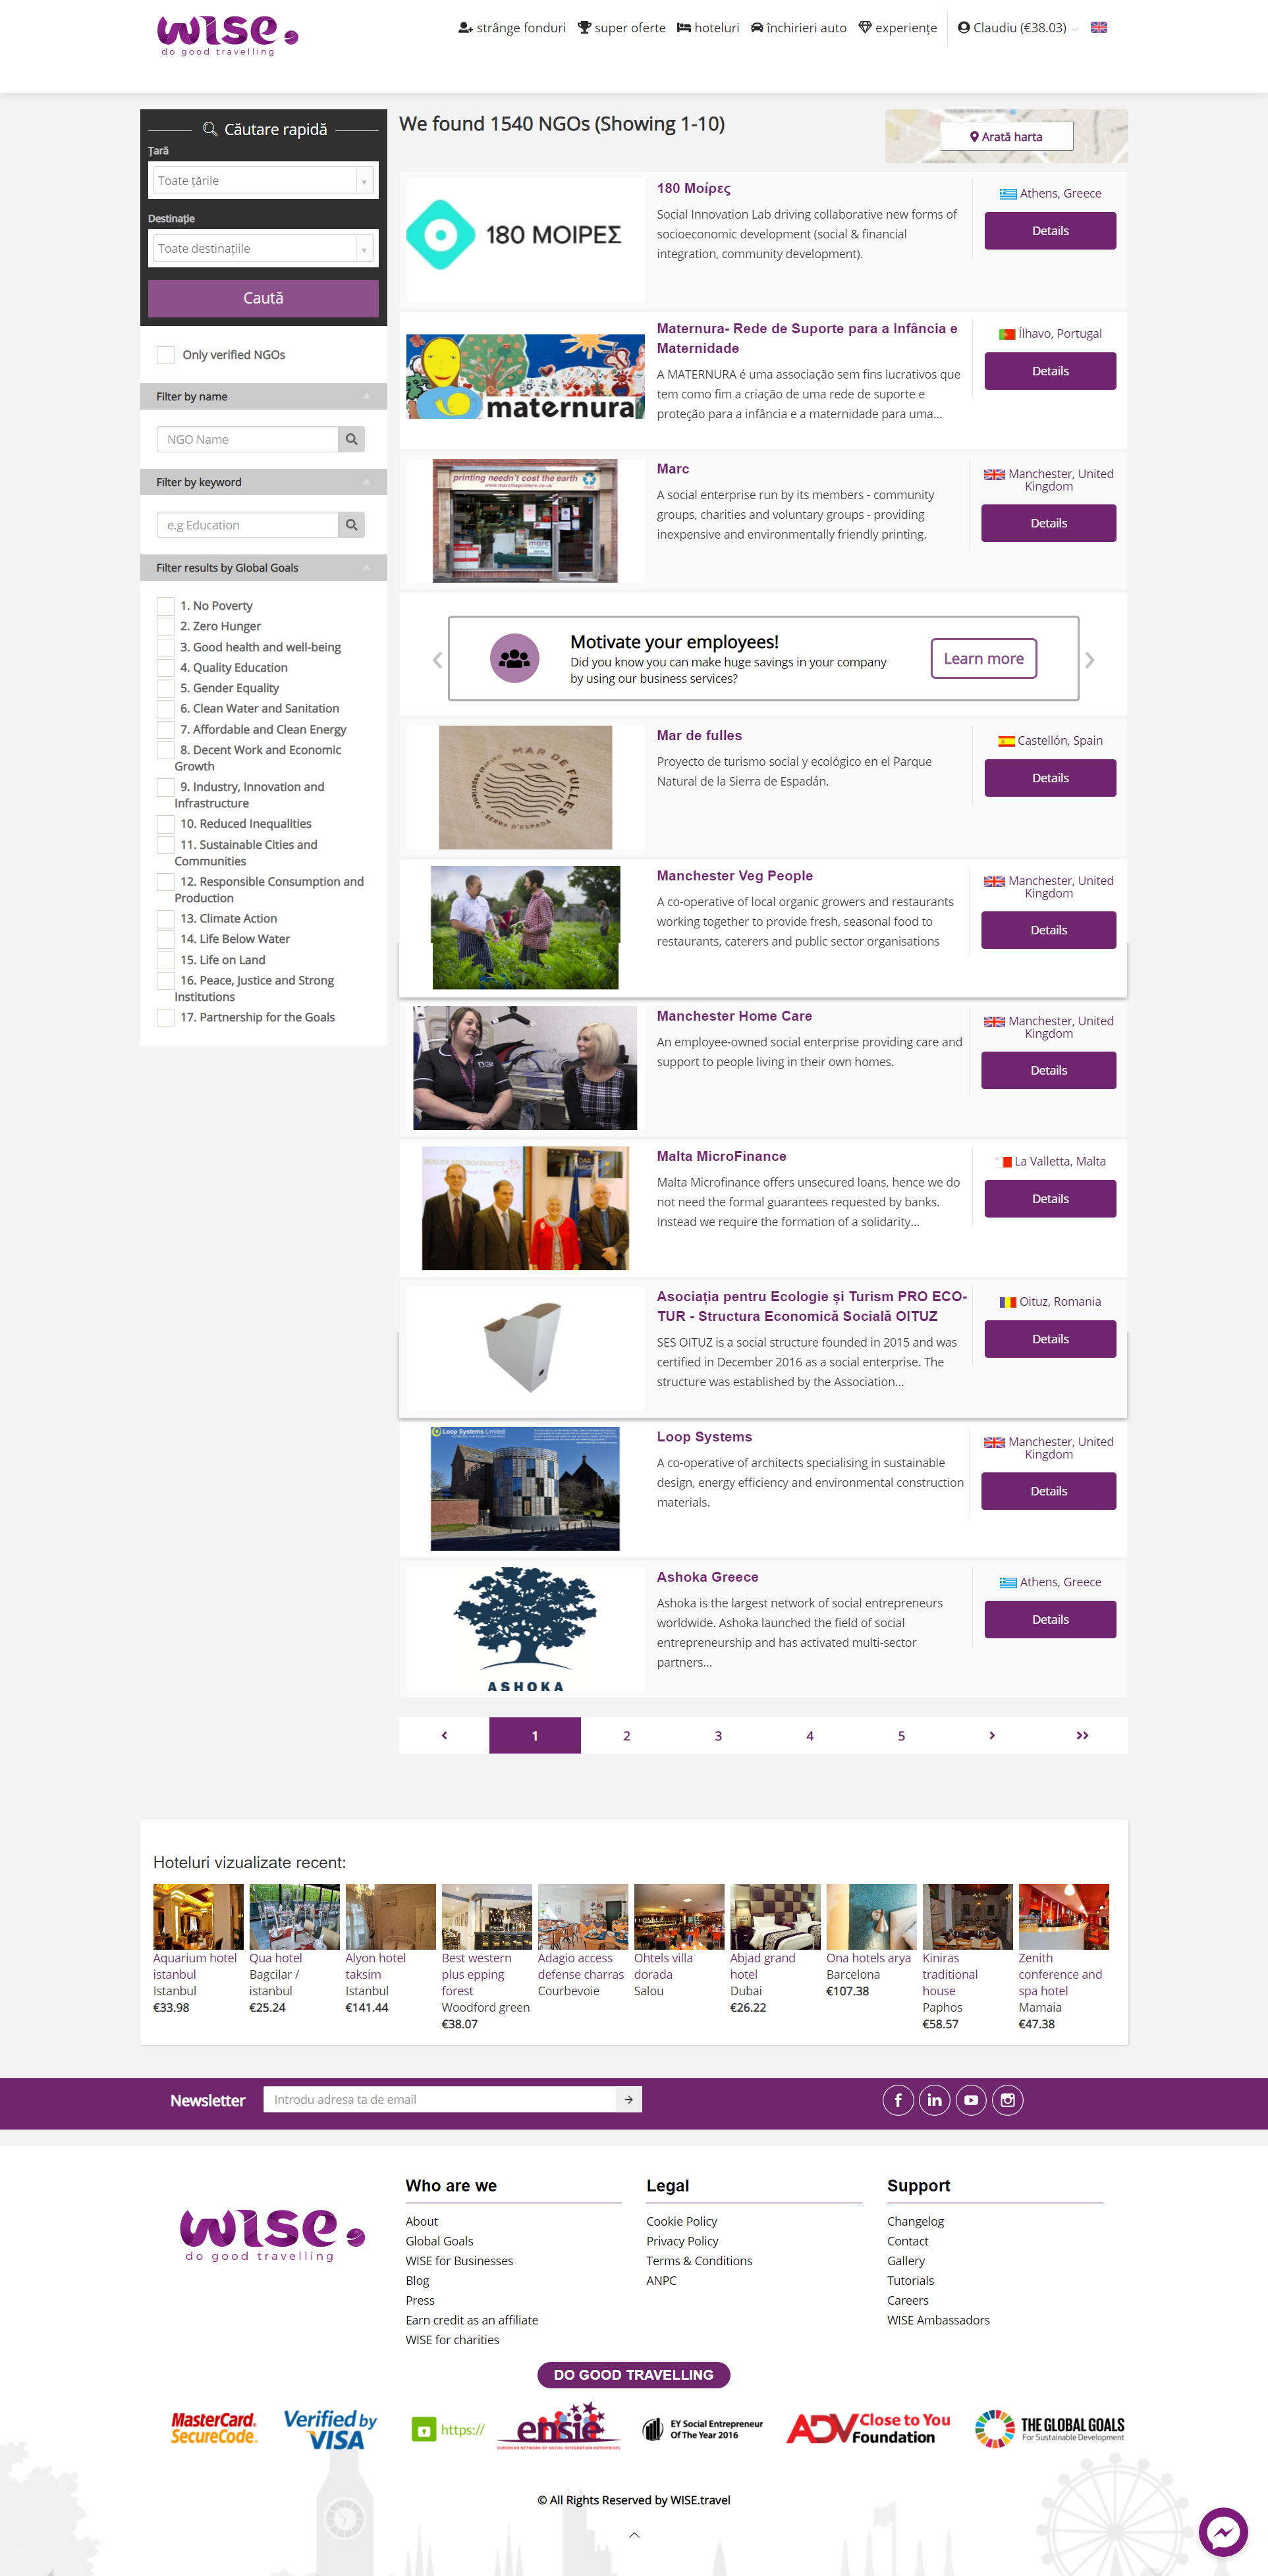 wise.
do good travelling
strânge fonduri
super oferte
hoteluri
închirieri auto
experiențe
Claudiu (€38.03)
Căutare rapidă
Țară
Toate țările
Destinație
Toate destinațiile
Caută
Only verified NGOs
Filter by name
NGO Name
Filter by keyword
e.g Education
Filter results by Global Goals
1. No Poverty
2. Zero Hunger
3. Good health and well-being
4. Quality Education
5. Gender Equality
6. Clean Water and Sanitation
7. Affordable and Clean Energy
8. Decent Work and Economic
Growth
9. Industry, Innovation and
Infrastructure
10. Reduced Inequalities
11. Sustainable Cities and
Communities
12. Responsible Consumption and
Production
13. Climate Action
14. Life Below Water
15. Life on Land
16. Peace, Justice and Strong
Institutions
17. Partnership for the Goals
We found 1540 NGOs (Showing 1-10)
Arată harta
180 ΜΟΙΡΕΣ
180 Μοίρες
Social Innovation Lab driving collaborative new forms of
socioeconomic development (social & financial
integration, community development).
Athens, Greece
Details
maternura
Maternura- Rede de Suporte para a Infância e
Maternidade
A MATERNURA é uma associação sem fins lucrativos que
tem como fim a criação de uma rede de suporte e
proteção para a infância e a maternidade para uma...
Ílhavo, Portugal
Details
printing needn't cost the earth
marc
Marc
A social enterprise run by its members - community
groups, charities and voluntary groups - providing
inexpensive and environmentally friendly printing.
Manchester, United
Kingdom
Details
Motivate your employees!
Did you know you can make huge savings in your company
by using our business services?
Learn more
MAR DE FULLES
natural experience - SERRA D'ESPADÀ
Mar de fulles
Proyecto de turismo social y ecológico en el Parque
Natural de la Sierra de Espadán.
Castellón, Spain
Details
Manchester Veg People
A co-operative of local organic growers and restaurants
working together to provide fresh, seasonal food to
restaurants, caterers and public sector organisations
Manchester, United
Kingdom
Details
Manchester Home Care
An employee-owned social enterprise providing care and
support to people living in their own homes.
Manchester, United
Kingdom
Details
MALTA MICROFINANCE
Malta MicroFinance
Malta Microfinance offers unsecured loans, hence we do
not need the formal guarantees requested by banks.
Instead we require the formation of a solidarity...
La Valletta, Malta
Details
Asociația pentru Ecologie și Turism PRO ECO-
TUR - Structura Economică Socială OITUZ
SES OITUZ is a social structure founded in 2015 and was
certified in December 2016 as a social enterprise. The
structure was established by the Association...
Oituz, Romania
Details
Loop Systems Limited
Loop Systems
A co-operative of architects specialising in sustainable
design, energy efficiency and environmental construction
materials.
Manchester, United
Kingdom
Details
ASHOKA
Ashoka Greece
Ashoka is the largest network of social entrepreneurs
worldwide. Ashoka launched the field of social
entrepreneurship and has activated multi-sector
partners...
Athens, Greece
Details
1 2 3 4 5
Hoteluri vizualizate recent:
Aquarium hotel
istanbul
Istanbul
€33.98
Qua hotel
Bagcilar /
istanbul
€25.24
Alyon hotel
taksim
Istanbul
€141.44
Best western
plus epping
forest
Woodford green
€38.07
Adagio access
defense charras
Courbevoie
Ohtels villa
dorada
Salou
Abjad grand
hotel
Dubai
€26.22
Ona hotels arya
Barcelona
€107.38
Kiniras
traditional
house
Paphos
€58.57
Zenith
conference and
spa hotel
Mamaia
€47.38
Newsletter
Introdu adresa ta de email
wise.
do good travelling
Who are we
About
Global Goals
WISE for Businesses
Blog
Press
Earn credit as an affiliate
WISE for charities
Legal
Cookie Policy
Privacy Policy
Terms & Conditions
ANPC
Support
Changelog
Contact
Gallery
Tutorials
Careers
WISE Ambassadors
DO GOOD TRAVELLING
MasterCard.
SecureCode.
Verified by
VISA
https://
ensie
EUROPEAN NETWORK OF SOCIAL INTEGRATION ENTERPRISES
EY Social Entrepreneur
Of The Year 2016
ADV Close to You
Foundation
THE GLOBAL GOALS
For Sustainable Development
© All Rights Reserved by WISE.travel